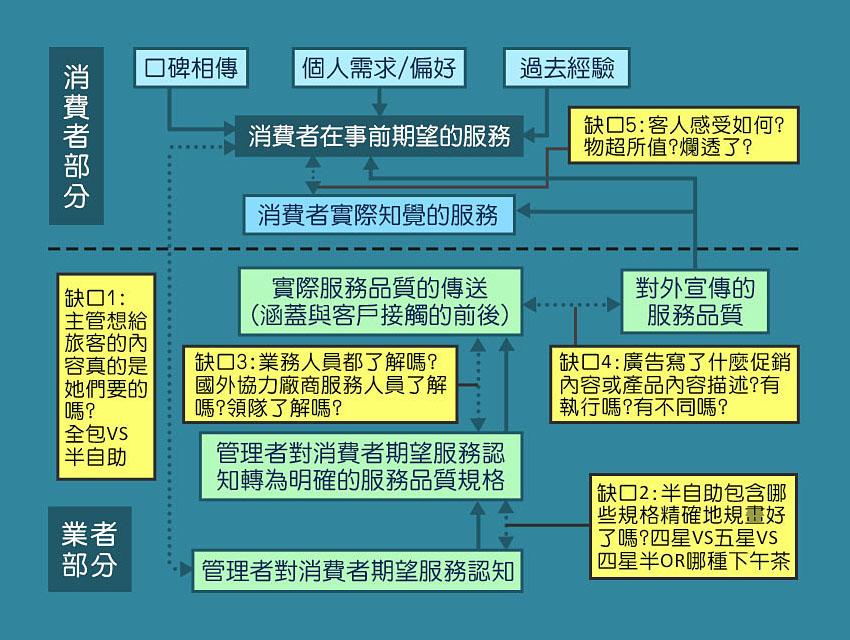 消費者部分
口碑相傳
個人需求/偏好
過去經驗
消費者在事前期望的服務
缺口5:客人感受如何?
物超所值?爛透了?
消費者實際知覺的服務
缺口1:
主管想給
旅客的內
容真的是
她們要的
嗎?
全包VS
半自助
實際服務品質的傳送
(涵蓋與客戶接觸的前後)
對外宣傳的
服務品質
缺口3:業務人員都了解嗎?
國外協力廠商服務人員了解
嗎?領隊了解嗎?
缺口4:廣告寫了什麼促銷
內容或產品內容描述?有
執行嗎?有不同嗎?
管理者對消費者期望服務認
知轉為明確的服務品質規格
缺口2:半自助包含哪
些規格精確地規畫好
了嗎?四星VS五星VS
四星半OR哪種下午茶
業者
部分
管理者對消費者期望服務認知